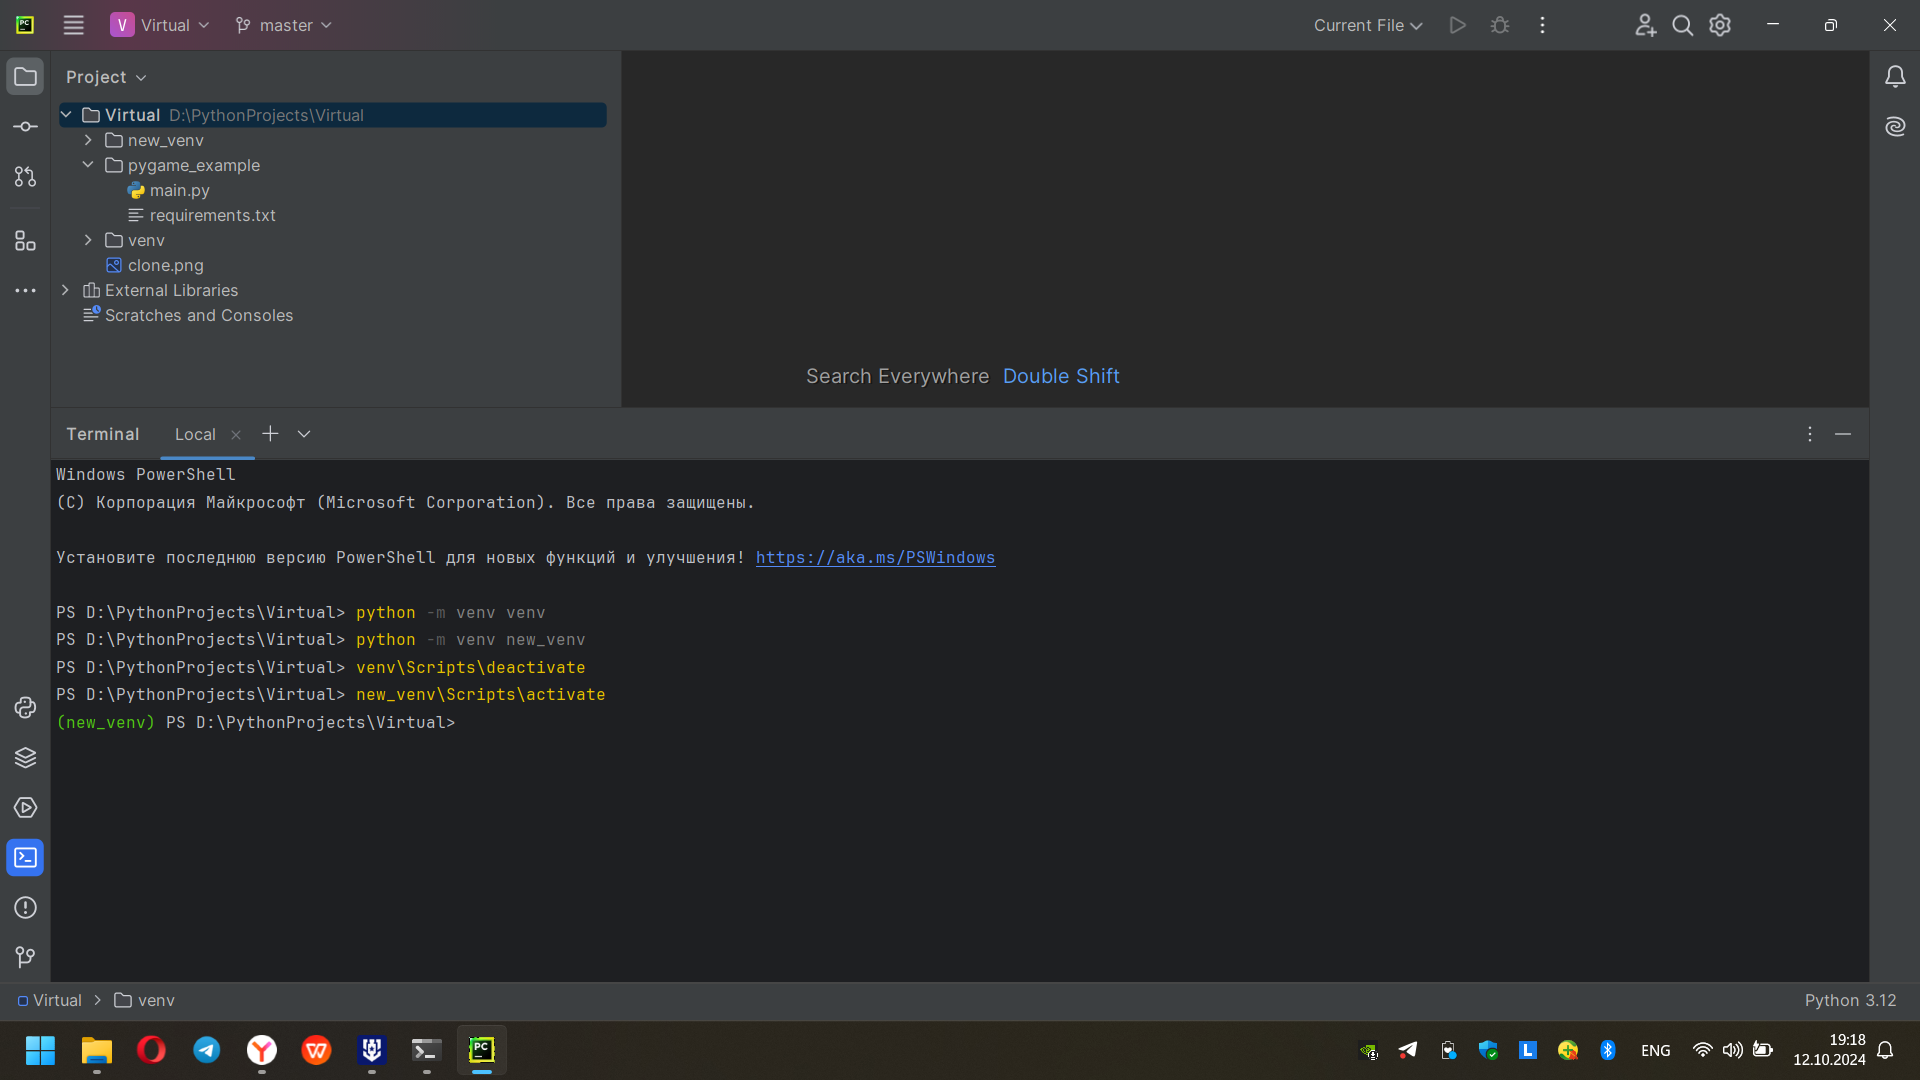 V Virtual master Current File
Project
Virtual D:\PythonProjects\Virtual
new_venv
pygame_example
main.py
requirements.txt
venv
clone.png
External Libraries
Scratches and Consoles
Search Everywhere Double Shift
Terminal Local
Windows PowerShell
(C) Корпорация Майкрософт (Microsoft Corporation). Все права защищены.
Установите последнюю версию PowerShell для новых функций и улучшения! https://aka.ms/PSWindows
PS D:\PythonProjects\Virtual> python -m venv venv
PS D:\PythonProjects\Virtual> python -m venv new_venv
PS D:\PythonProjects\Virtual> venv\Scripts\deactivate
PS D:\PythonProjects\Virtual> new_venv\Scripts\activate
(new_venv) PS D:\PythonProjects\Virtual>
Virtual venv Python 3.12
ENG 19:18
12.10.2024